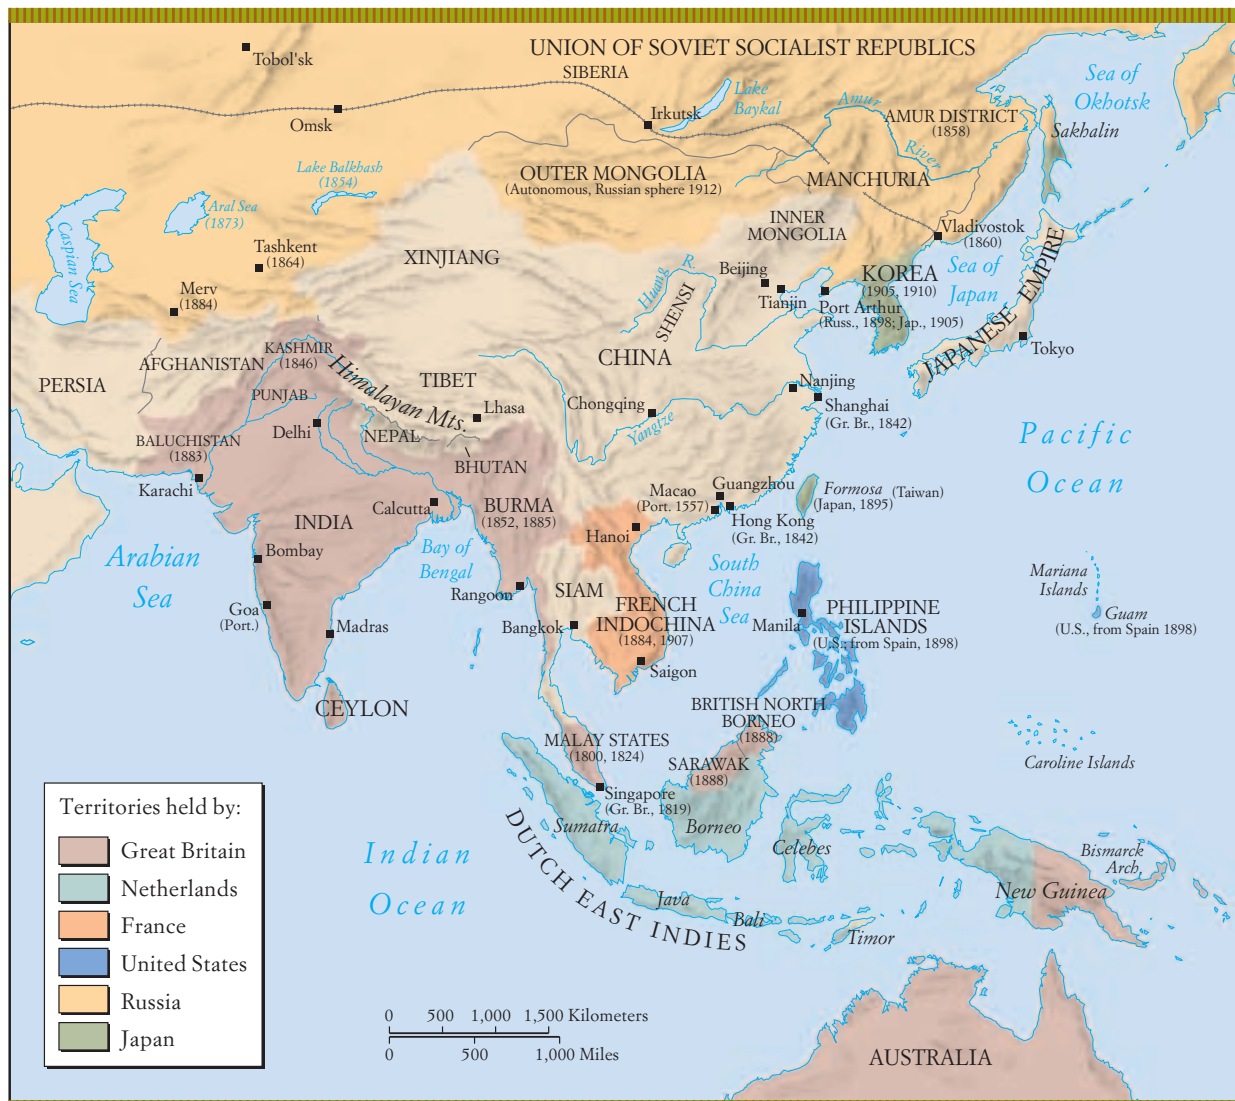 UNION OF SOVIET SOCIALIST REPUBLICS
SIBERIA
Tobol'sk
Omsk
Irkutsk
Lake
Baykal
Amur
River
AMUR DISTRICT
(1858)
Sea of
Okhotsk
Sakhalin
OUTER MONGOLIA
(Autonomous, Russian sphere 1912)
MANCHURIA
Lake Balkhash
(1854)
Aral Sea
(1873)
Caspian Sea
Tashkent
(1864)
Merv
(1884)
XINJIANG
INNER
MONGOLIA
Vladivostok
(1860)
Beijing
Tianjin
Huang R.
SHENSI
KOREA
(1905, 1910)
Port Arthur
(Russ., 1898; Jap., 1905)
Sea of
Japan
JAPANESE EMPIRE
Tokyo
PERSIA
AFGHANISTAN
KASHMIR
(1846)
PUNJAB
Himalayan Mts.
TIBET
Lhasa
CHINA
Chongqing
Yangtze
Nanjing
Shanghai
(Gr. Br., 1842)
Pacific
Ocean
BALUCHISTAN
(1883)
Karachi
Delhi
NEPAL
BHUTAN
Calcutta
BURMA
(1852, 1885)
INDIA
Macao
(Port. 1557)
Guangzhou
Hong Kong
(Gr. Br., 1842)
Formosa (Taiwan)
(Japan, 1895)
Hanoi
Arabian
Sea
Bombay
Goa
(Port.)
Madras
Bay of
Bengal
Rangoon
SIAM
Bangkok
FRENCH
INDOCHINA
(1884, 1907)
Saigon
South
China
Sea
Manila
PHILIPPINE
ISLANDS
(U.S., from Spain, 1898)
Mariana
Islands
Guam
(U.S., from Spain 1898)
CEYLON
BRITISH NORTH
BORNEO
(1888)
MALAY STATES
(1800, 1824)
SARAWAK
(1888)
Singapore
(Gr. Br., 1819)
Caroline Islands
Sumatra
Borneo
Celebes
Indian
Ocean
DUTCH EAST INDIES
Java
Bali
Timor
New Guinea
Bismarck
Arch.
AUSTRALIA
Territories held by:
Great Britain
Netherlands
France
United States
Russia
Japan
0 500 1,000 1,500 Kilometers
0 500 1,000 Miles